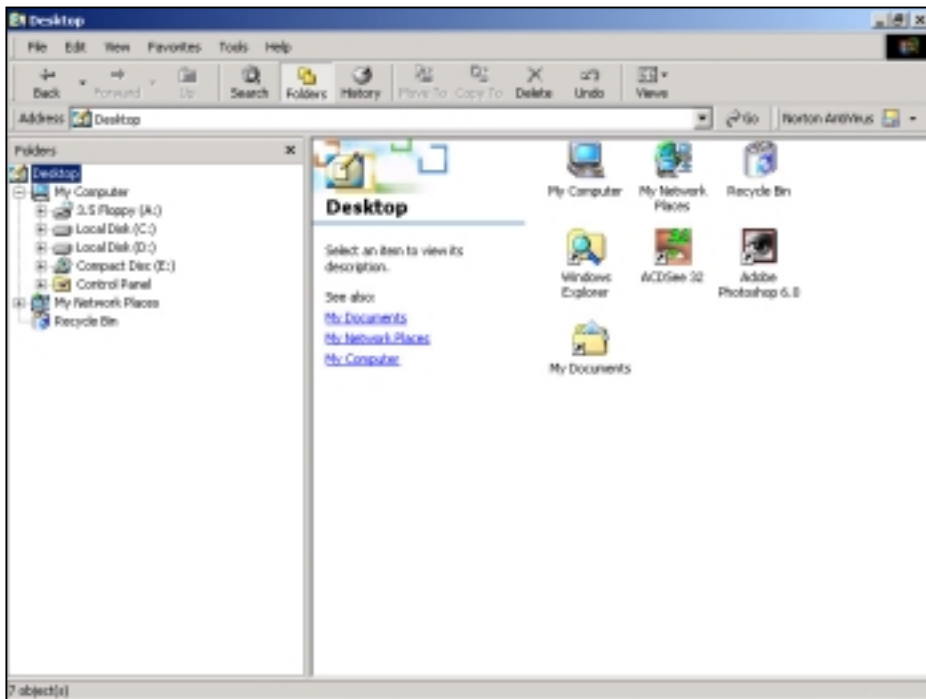 Desktop
File Edit View Favorites Tools Help
Back Forward Up Search Folders History Move To Copy To Delete Undo Views
Address Desktop Go Norton AntiVirus
Folders
Desktop
My Computer
3.5 Floppy (A:)
Local Disk (C:)
Local Disk (D:)
Compact Disc (E:)
Control Panel
My Network Places
Recycle Bin
Desktop
Select an item to view its
description.
See also:
My Documents
My Network Places
My Computer
My Computer
My Network
Places
Recycle Bin
Windows
Explorer
ACDSee 32
Adobe
Photoshop 6.0
My Documents
7 object(s)